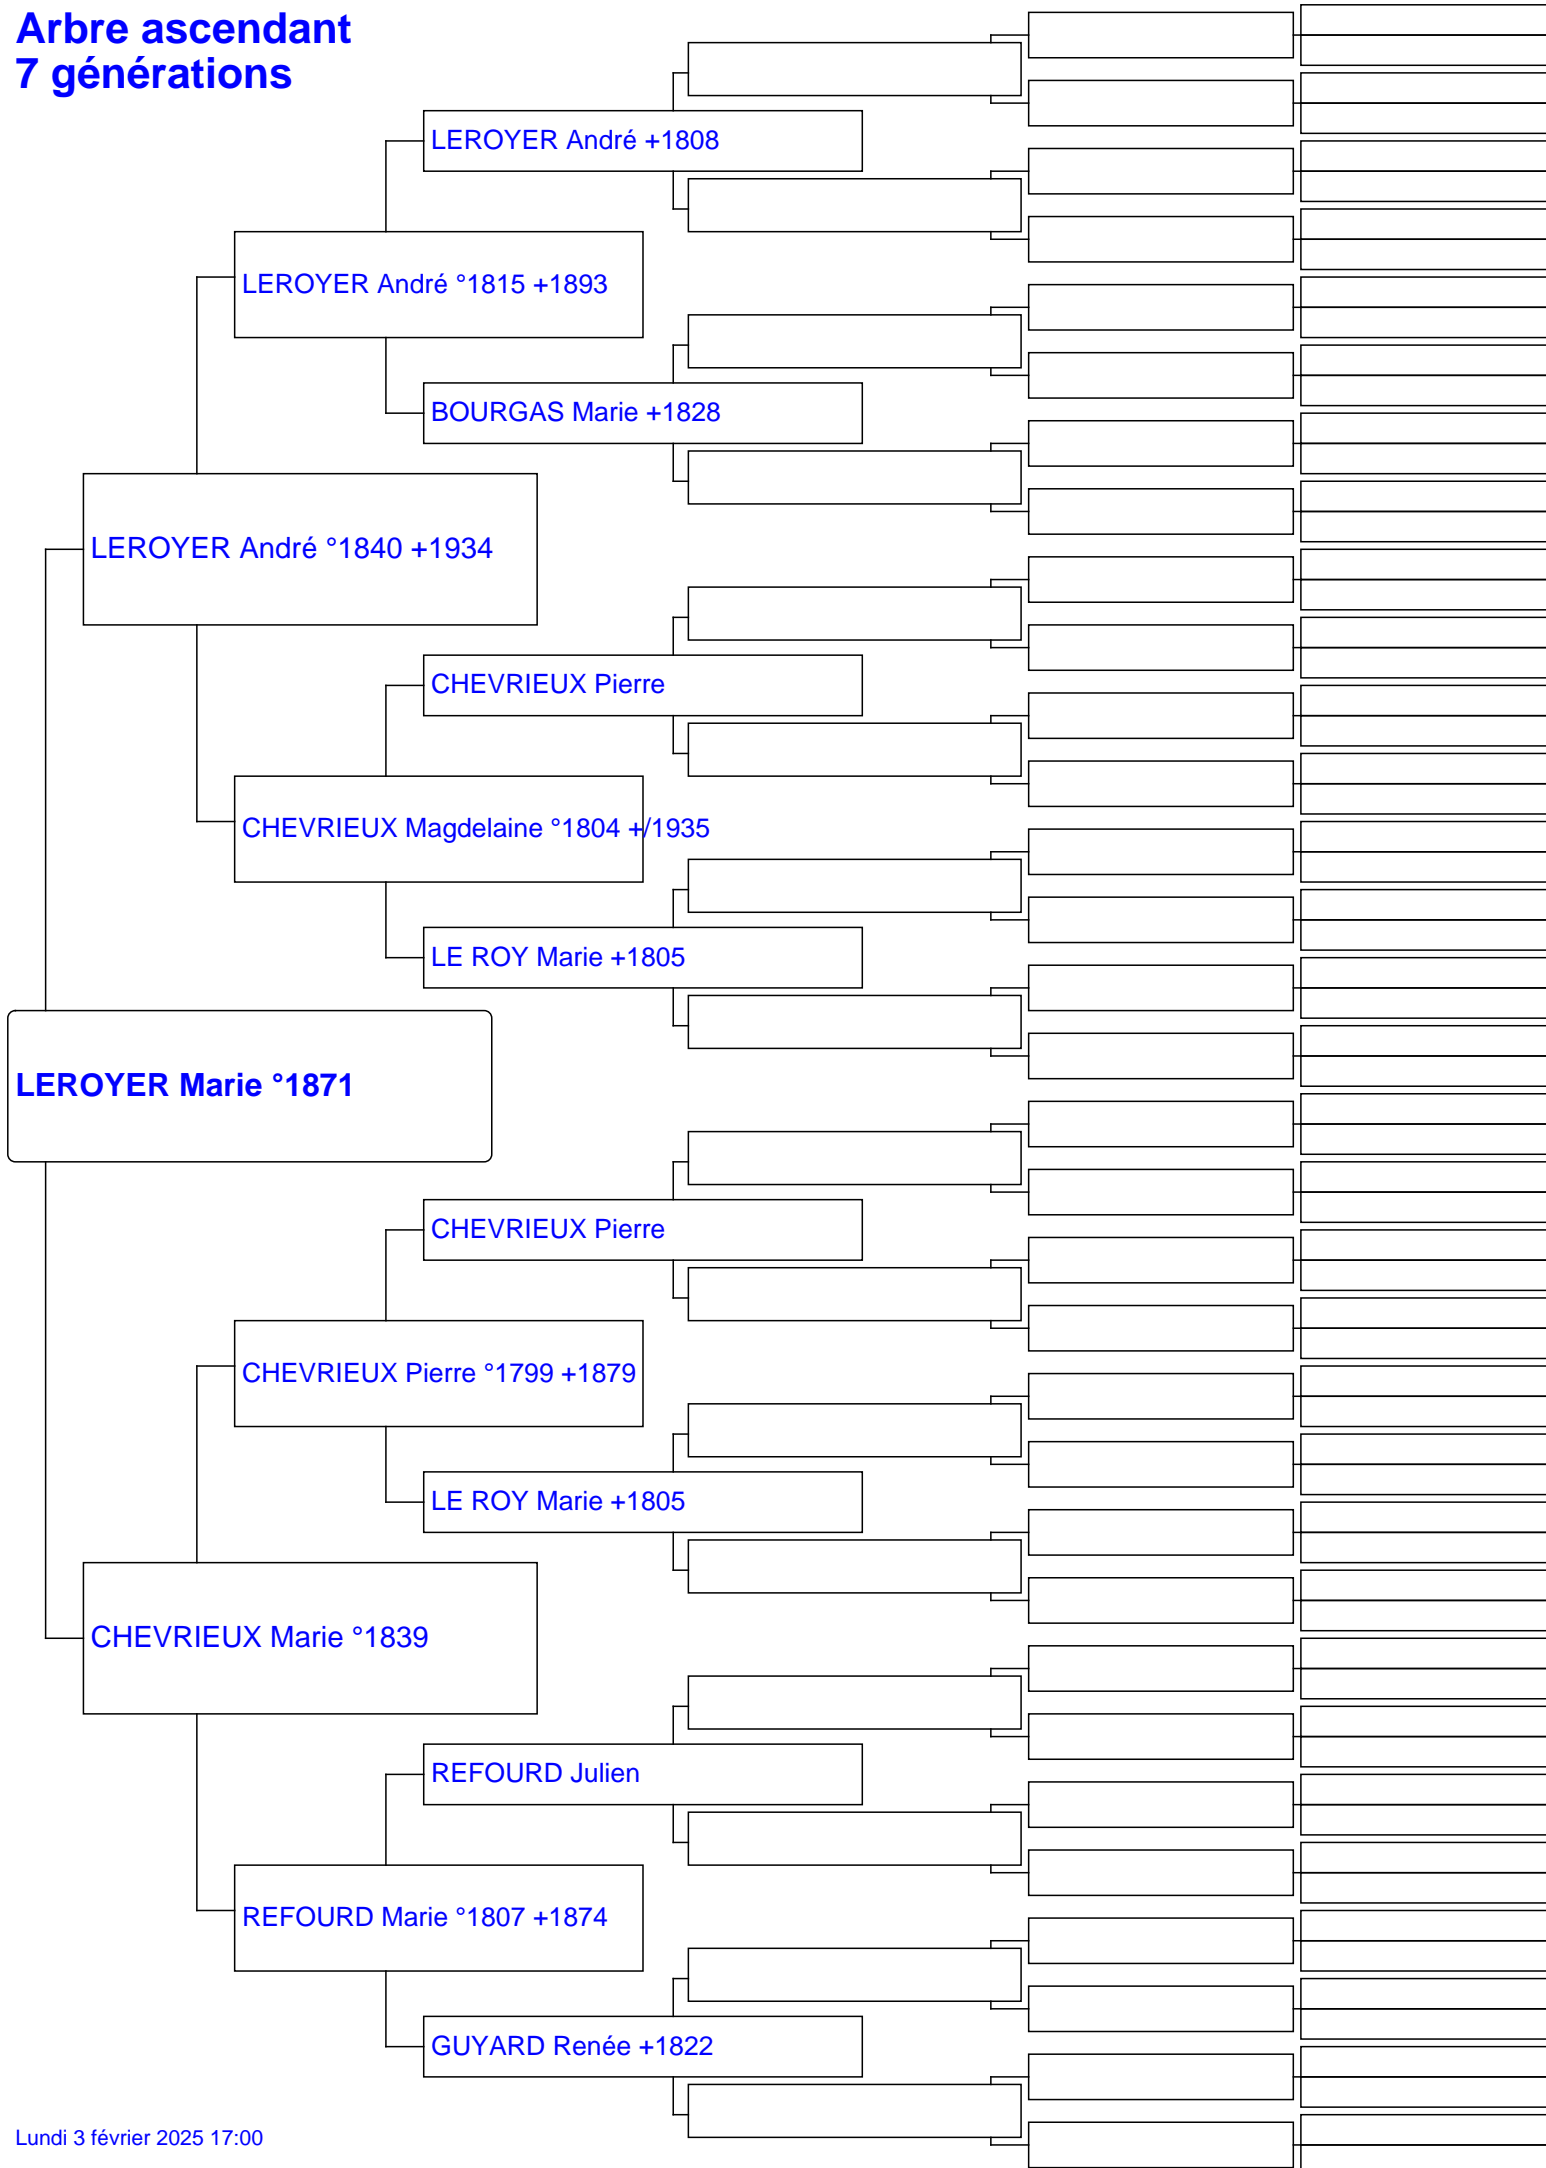 Arbre ascendant
7 générations
LEROYER André +1808
LEROYER André °1815 +1893
BOURGAS Marie +1828
LEROYER André °1840 +1934
CHEVRIEUX Pierre
CHEVRIEUX Magdelaine °1804 +/1935
LE ROY Marie +1805
LEROYER Marie °1871
CHEVRIEUX Pierre
CHEVRIEUX Pierre °1799 +1879
LE ROY Marie +1805
CHEVRIEUX Marie °1839
REFOURD Julien
REFOURD Marie °1807 +1874
GUYARD Renée +1822
Lundi 3 février 2025 17:00